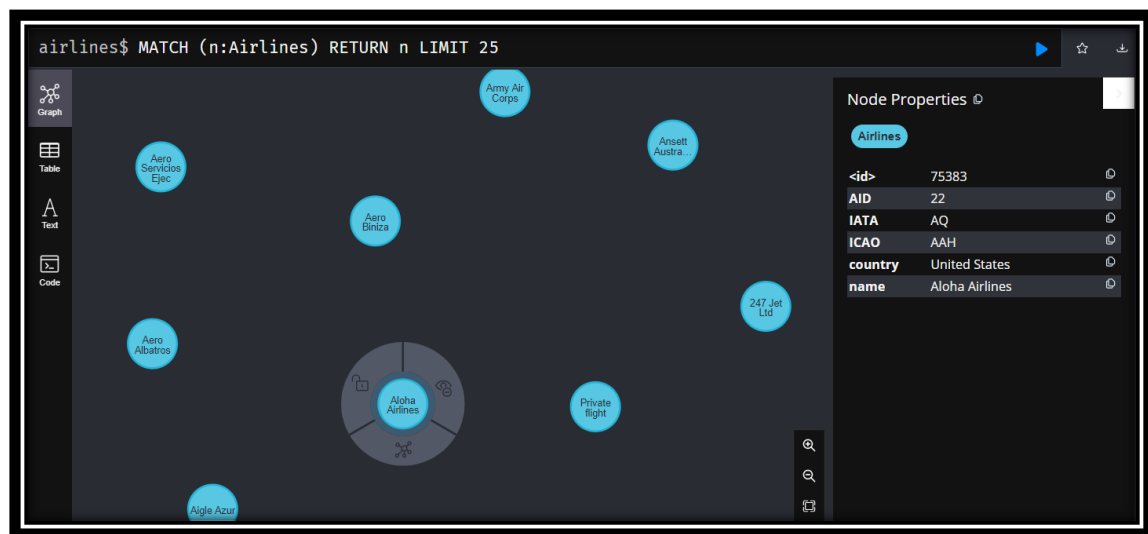 airlines$ MATCH (n:Airlines) RETURN n LIMIT 25
Graph
Table
Text
Code
Army Air
Corps
Ansett
Austra...
Aero
Servicios
Ejec
Aero
Biniza
247 Jet
Ltd
Aero
Albatros
Aloha
Airlines
Private
flight
Aigle Azur
Node Properties
Airlines
<id> 75383
AID 22
IATA AQ
ICAO AAH
country United States
name Aloha Airlines